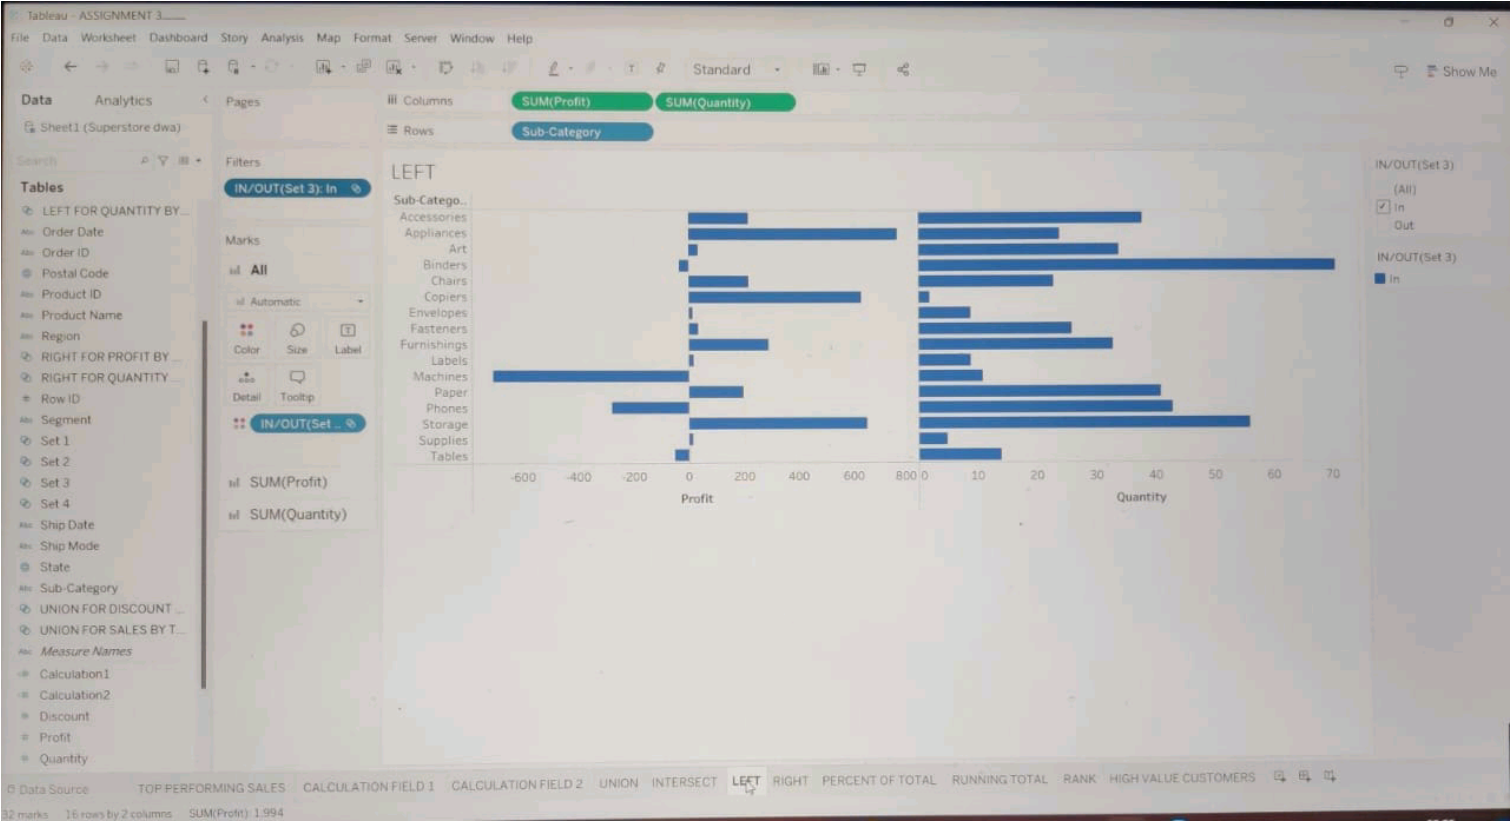 Tableau - ASSIGNMENT 3
File Data Worksheet Dashboard Story Analysis Map Format Server Window Help
Standard
Show Me
Data Analytics
Sheet1 (Superstore dwa)
Search
Tables
LEFT FOR QUANTITY BY...
Order Date
Order ID
Postal Code
Product ID
Product Name
Region
RIGHT FOR PROFIT BY ...
RIGHT FOR QUANTITY ...
Row ID
Segment
Set 1
Set 2
Set 3
Set 4
Ship Date
Ship Mode
State
Sub-Category
UNION FOR DISCOUNT ...
UNION FOR SALES BY T...
Measure Names
Calculation1
Calculation2
Discount
Profit
Quantity
Pages
Filters
IN/OUT(Set 3): In
Marks
All
Automatic
Color Size Label
Detail Tooltip
IN/OUT(Set ..
SUM(Profit)
SUM(Quantity)
Columns SUM(Profit) SUM(Quantity)
Rows Sub-Category
LEFT
Sub-Catego..
Accessories
Appliances
Art
Binders
Chairs
Copiers
Envelopes
Fasteners
Furnishings
Labels
Machines
Paper
Phones
Storage
Supplies
Tables
-600 -400 -200 0 200 400 600 800 0 10 20 30 40 50 60 70
Profit Quantity
IN/OUT(Set 3)
(All)
In
Out
IN/OUT(Set 3)
In
Data Source TOP PERFORMING SALES CALCULATION FIELD 1 CALCULATION FIELD 2 UNION INTERSECT LEFT RIGHT PERCENT OF TOTAL RUNNING TOTAL RANK HIGH VALUE CUSTOMERS
32 marks 16 rows by 2 columns SUM(Profit): 1,994